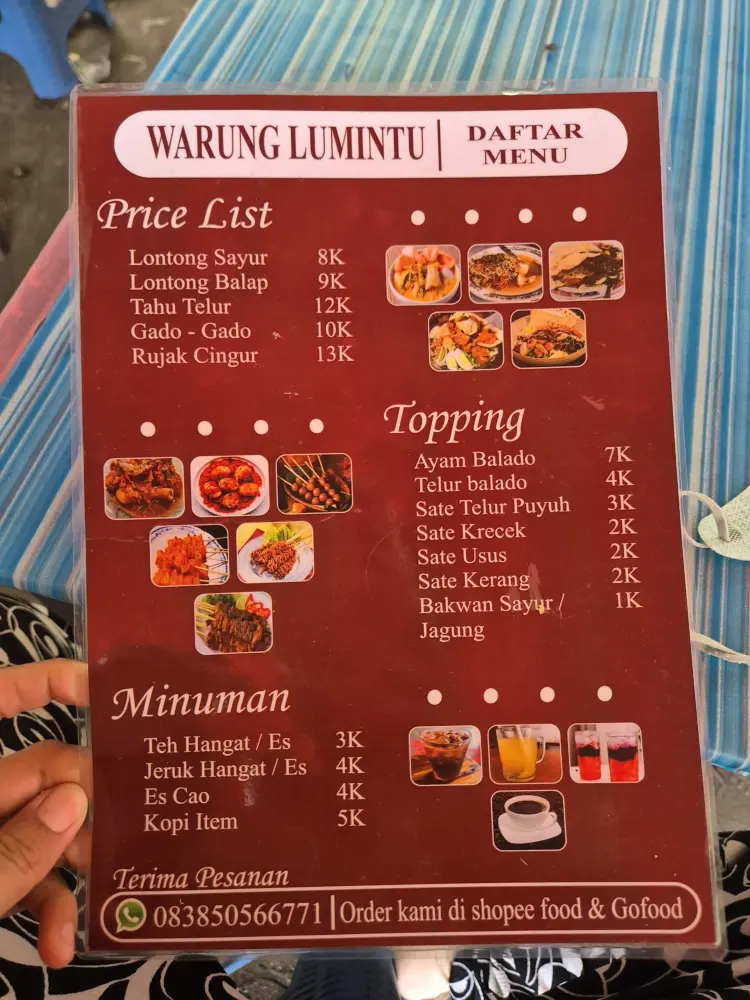 WARUNG LUMINTU | DAFTAR MENU
Price List
Lontong Sayur 8K
Lontong Balap 9K
Tahu Telur 12K
Gado - Gado 10K
Rujak Cingur 13K
Topping
Ayam Balado 7K
Telur balado 4K
Sate Telur Puyuh 3K
Sate Krecek 2K
Sate Usus 2K
Sate Kerang 2K
Bakwan Sayur / 1K
Jagung
Minuman
Teh Hangat / Es 3K
Jeruk Hangat / Es 4K
Es Cao 4K
Kopi Item 5K
Terima Pesanan
083850566771 | Order kami di shopee food & Gofood